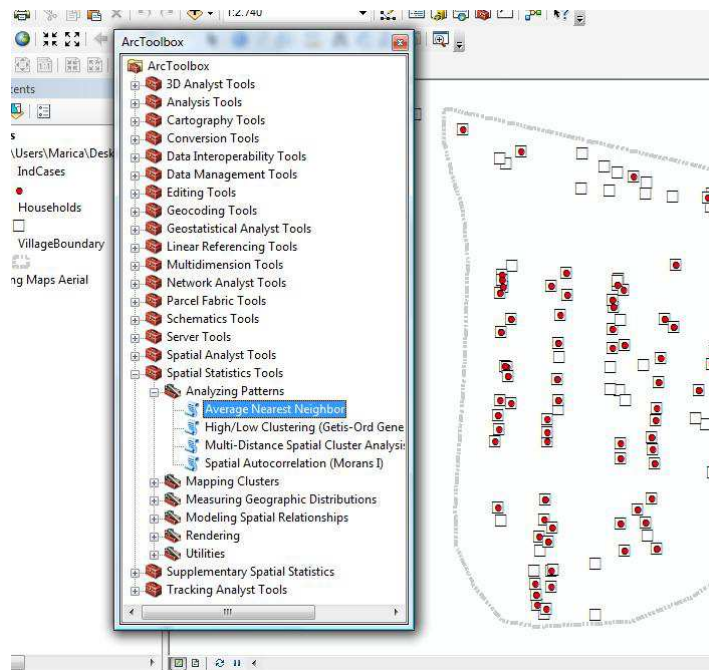 1:2.740
ArcToolbox
ents
ArcToolbox
3D Analyst Tools
Analysis Tools
Cartography Tools
Conversion Tools
Data Interoperability Tools
Data Management Tools
Editing Tools
Geocoding Tools
Geostatistical Analyst Tools
Linear Referencing Tools
Multidimension Tools
Network Analyst Tools
Parcel Fabric Tools
Schematics Tools
Server Tools
Spatial Analyst Tools
Spatial Statistics Tools
Analyzing Patterns
Average Nearest Neighbor
High/Low Clustering (Getis-Ord Gene
Multi-Distance Spatial Cluster Analysis
Spatial Autocorrelation (Morans I)
Mapping Clusters
Measuring Geographic Distributions
Modeling Spatial Relationships
Rendering
Utilities
Supplementary Spatial Statistics
Tracking Analyst Tools
s
\Users\Marica\Desk
IndCases
Households
VillageBoundary
ng Maps Aerial